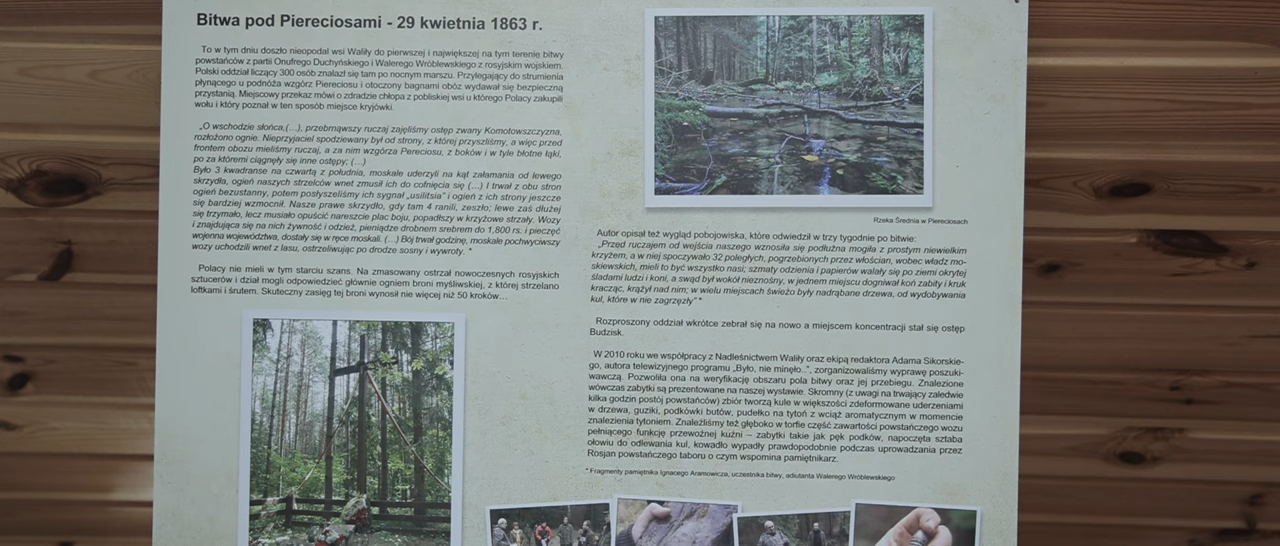 Bitwa pod Piereciosami - 29 kwietnia 1863 r.
To w tym dniu doszło nieopodal wsi Waliły do pierwszej i największej na tym terenie bitwy
powstańców z partii Onufrego Duchyńskiego i Walerego Wróblewskiego z rosyjskim wojskiem.
Polski oddział liczący 300 osób znalazł się tam po nocnym marszu. Przylegający do strumienia
płynącego u podnóża wzgórz Piereciosu i otoczony bagnami obóz wydawał się bezpieczną
przystanią. Miejscowy przekaz mówi o zdradzie chłopa z pobliskiej wsi u którego Polacy zakupili
wołu i który poznał w ten sposób miejsce kryjówki.
„O wschodzie słońca,(...), przebrnąwszy ruczaj zajęliśmy ostęp zwany Komotowszczyzna,
rozłożono ognie. Nieprzyjaciel spodziewany był od strony, z której przyszliśmy, a więc przed
frontem obozu mieliśmy ruczaj, a za nim wzgórza Pereciosu, z boków i w tyle błotne łąki,
po za któremi ciągnęły się inne ostępy; (...)
Było 3 kwadranse na czwartą z południa, moskale uderzyli na kąt załamania od lewego
skrzydła, ogień naszych strzelców wnet zmusił ich do cofnięcia się (...) I trwał z obu stron
ogień bezustanny, potem posłyszeliśmy ich sygnał „usilitsia” i ogień z ich strony jeszcze
się bardziej wzmocnił. Nasze prawe skrzydło, gdy tam 4 ranili, zeszło; lewe zaś dłużej
się trzymało, lecz musiało opuścić nareszcie plac boju, popadłszy w krzyżowe strzały. Wozy
i znajdująca się na nich żywność i odzież, pieniądze drobnem srebrem do 1,800 rs. i pieczęć
wojenna województwa, dostały się w ręce moskali. (...) Bój trwał godzinę, moskale pochwyciwszy
wozy uchodzili wnet z lasu, ostrzeliwując po drodze sosny i wywroty. *
Polacy nie mieli w tym starciu szans. Na zmasowany ostrzał nowoczesnych rosyjskich
sztucerów i dział mogli odpowiedzieć głównie ogniem broni myśliwskiej, z której strzelano
loftkami i śrutem. Skuteczny zasięg tej broni wynosił nie więcej niż 50 kroków...
Rzeka Średnia w Piereciosach
Autor opisał też wygląd pobojowiska, które odwiedził w trzy tygodnie po bitwie:
„Przed ruczajem od wejścia naszego wznosiła się podłużna mogiła z prostym niewielkim
krzyżem, a w niej spoczywało 32 poległych, pogrzebionych przez włościan, wobec władz mo-
skiewskich, mieli to być wszystko nasi; szmaty odzienia i papierów walały się po ziemi okrytej
śladami ludzi i koni, a swąd był wokół nieznośny, w jednem miejscu dogniwał koń zabity i kruk
kracząc, krążył nad nim; w wielu miejscach świeżo były nadrąbane drzewa, od wydobywania
kul, które w nie zagrzęzły” *
Rozproszony oddział wkrótce zebrał się na nowo a miejscem koncentracji stał się ostęp
Budzisk.
W 2010 roku we współpracy z Nadleśnictwem Waliły oraz ekipą redaktora Adama Sikorskie-
go, autora telewizyjnego programu „Było, nie minęło..”, zorganizowaliśmy wyprawę poszuki-
wawczą. Pozwoliła ona na weryfikację obszaru pola bitwy oraz jej przebiegu. Znalezione
wówczas zabytki są prezentowane na naszej wystawie. Skromny (z uwagi na trwający zaledwie
kilka godzin postój powstańców) zbiór tworzą kule w większości zdeformowane uderzeniami
w drzewa, guziki, podkówki butów, pudełko na tytoń z wciąż aromatycznym w momencie
znalezienia tytoniem. Znaleźliśmy też głęboko w torfie część zawartości powstańczego wozu
pełniącego funkcję przewoźnej kuźni – zabytki takie jak pęk podków, napoczęta sztaba
ołowiu do odlewania kul, kowadło wypadły prawdopodobnie podczas uprowadzania przez
Rosjan powstańczego taboru o czym wspomina pamiętnikarz.
* Fragmenty pamiętnika Ignacego Aramowicza, uczestnika bitwy, adiutanta Walerego Wróblewskiego